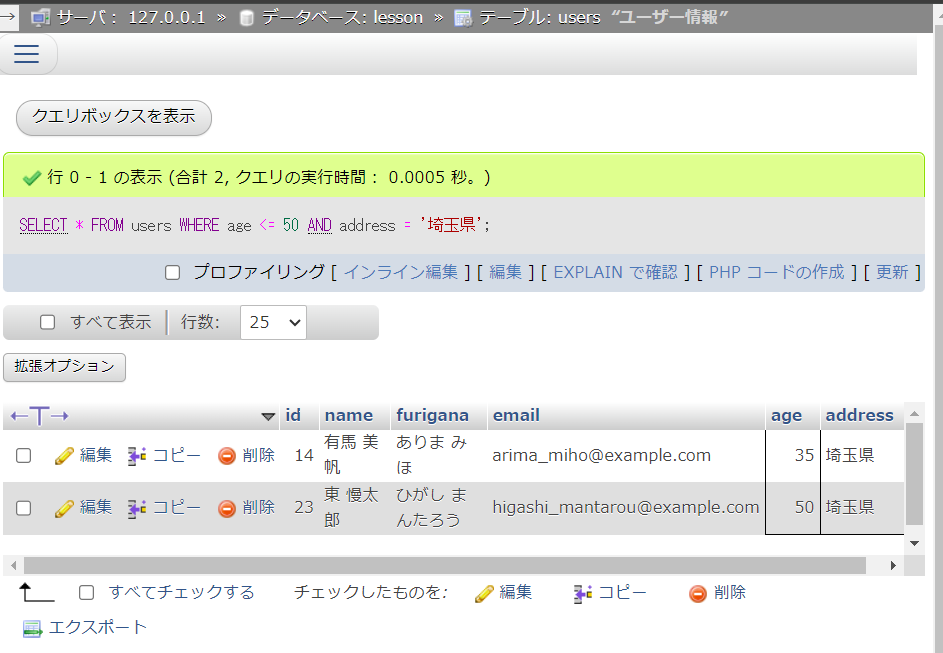 サーバ: 127.0.0.1 » データベース: lesson » テーブル: users “ユーザー情報”
クエリボックスを表示
行 0 - 1 の表示 (合計 2, クエリの実行時間： 0.0005 秒。)
SELECT * FROM users WHERE age <= 50 AND address = '埼玉県';
プロファイリング [ インライン編集 ] [ 編集 ] [ EXPLAIN で確認 ] [ PHP コードの作成 ] [ 更新 ]
すべて表示 行数: 25
拡張オプション
←T→ id name furigana email age address
編集 コピー 削除 14 有馬 美帆 ありま みほ arima_miho@example.com 35 埼玉県
編集 コピー 削除 23 東 慢太郎 ひがし まんたろう higashi_mantarou@example.com 50 埼玉県
すべてチェックする チェックしたものを: 編集 コピー 削除
エクスポート